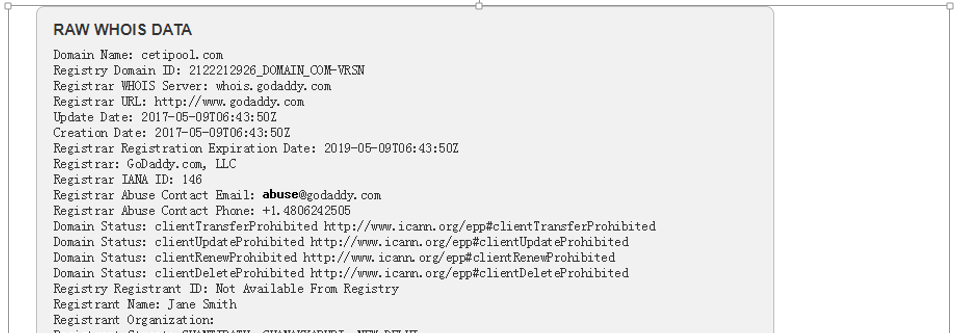 RAW WHOIS DATA
Domain Name: cetipool.com
Registry Domain ID: 2122212926_DOMAIN_COM-VRSN
Registrar WHOIS Server: whois.godaddy.com
Registrar URL: http://www.godaddy.com
Update Date: 2017-05-09T06:43:50Z
Creation Date: 2017-05-09T06:43:50Z
Registrar Registration Expiration Date: 2019-05-09T06:43:50Z
Registrar: GoDaddy.com, LLC
Registrar IANA ID: 146
Registrar Abuse Contact Email: abuse@godaddy.com
Registrar Abuse Contact Phone: +1.4806242505
Domain Status: clientTransferProhibited http://www.icann.org/epp#clientTransferProhibited
Domain Status: clientUpdateProhibited http://www.icann.org/epp#clientUpdateProhibited
Domain Status: clientRenewProhibited http://www.icann.org/epp#clientRenewProhibited
Domain Status: clientDeleteProhibited http://www.icann.org/epp#clientDeleteProhibited
Registry Registrant ID: Not Available From Registry
Registrant Name: Jane Smith
Registrant Organization: